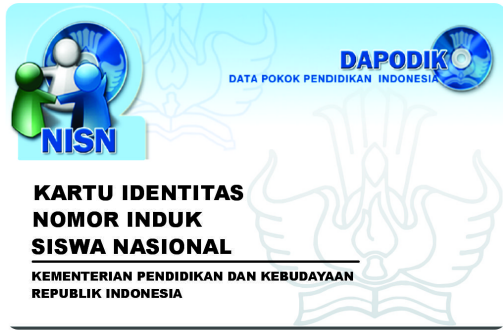 DAPODIK
DATA POKOK PENDIDIKAN INDONESIA
NISN
KARTU IDENTITAS
NOMOR INDUK
SISWA NASIONAL
KEMENTERIAN PENDIDIKAN DAN KEBUDAYAAN
REPUBLIK INDONESIA